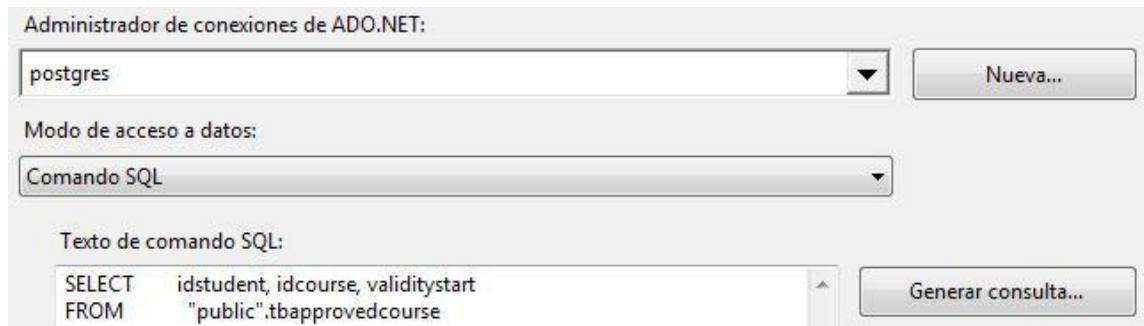 Administrador de conexiones de ADO.NET:
postgres
Nueva...
Modo de acceso a datos:
Comando SQL
Texto de comando SQL:
SELECT idstudent, idcourse, validitystart
FROM "public".tbapprovedcourse
Generar consulta...